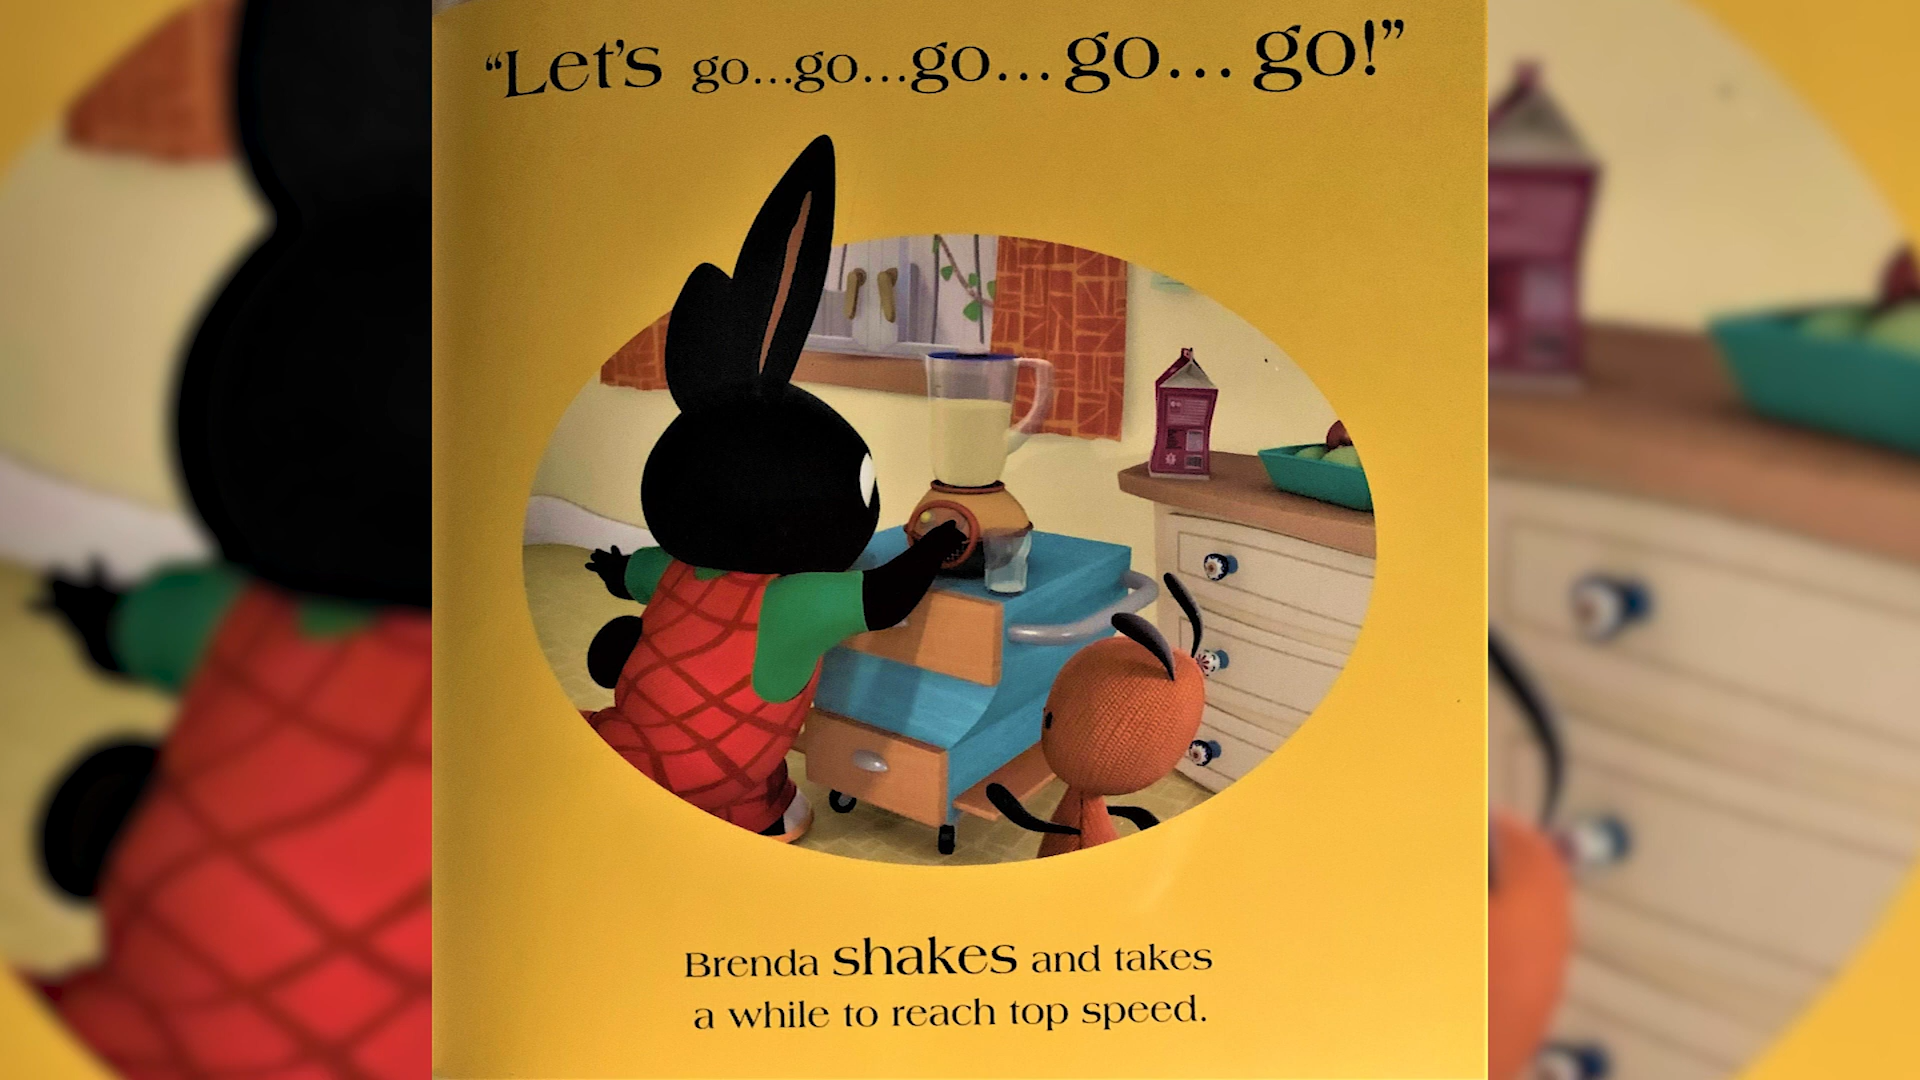 “Let’s go...go...go... go... go!”
Brenda shakes and takes
a while to reach top speed.